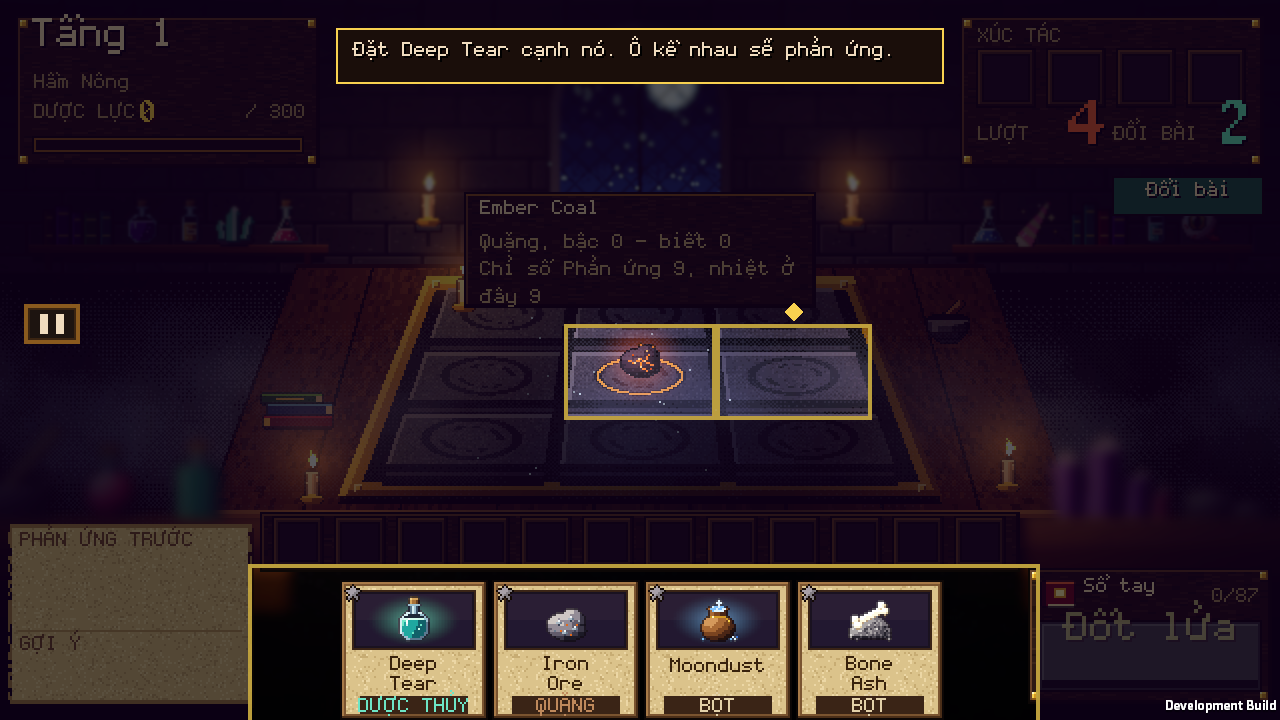 Tầng 1
Hầm Nông
DƯỢC LỰC 0 / 300
Đặt Deep Tear cạnh nó. Ô kề nhau sẽ phản ứng.
XÚC TÁC
LƯỢT 4 ĐỔI BÀI 2
Đổi bài
Ember Coal
Quặng, bậc 0 – biết 0
Chỉ số Phản ứng 9, nhiệt ở
đây 9
PHẢN ỨNG TRƯỚC
GỢI Ý
Deep
Tear
DƯỢC THỦY
Iron
Ore
QUẶNG
Moondust
BỘT
Bone
Ash
BỘT
Sổ tay
0/87
Đốt lửa
Development Build